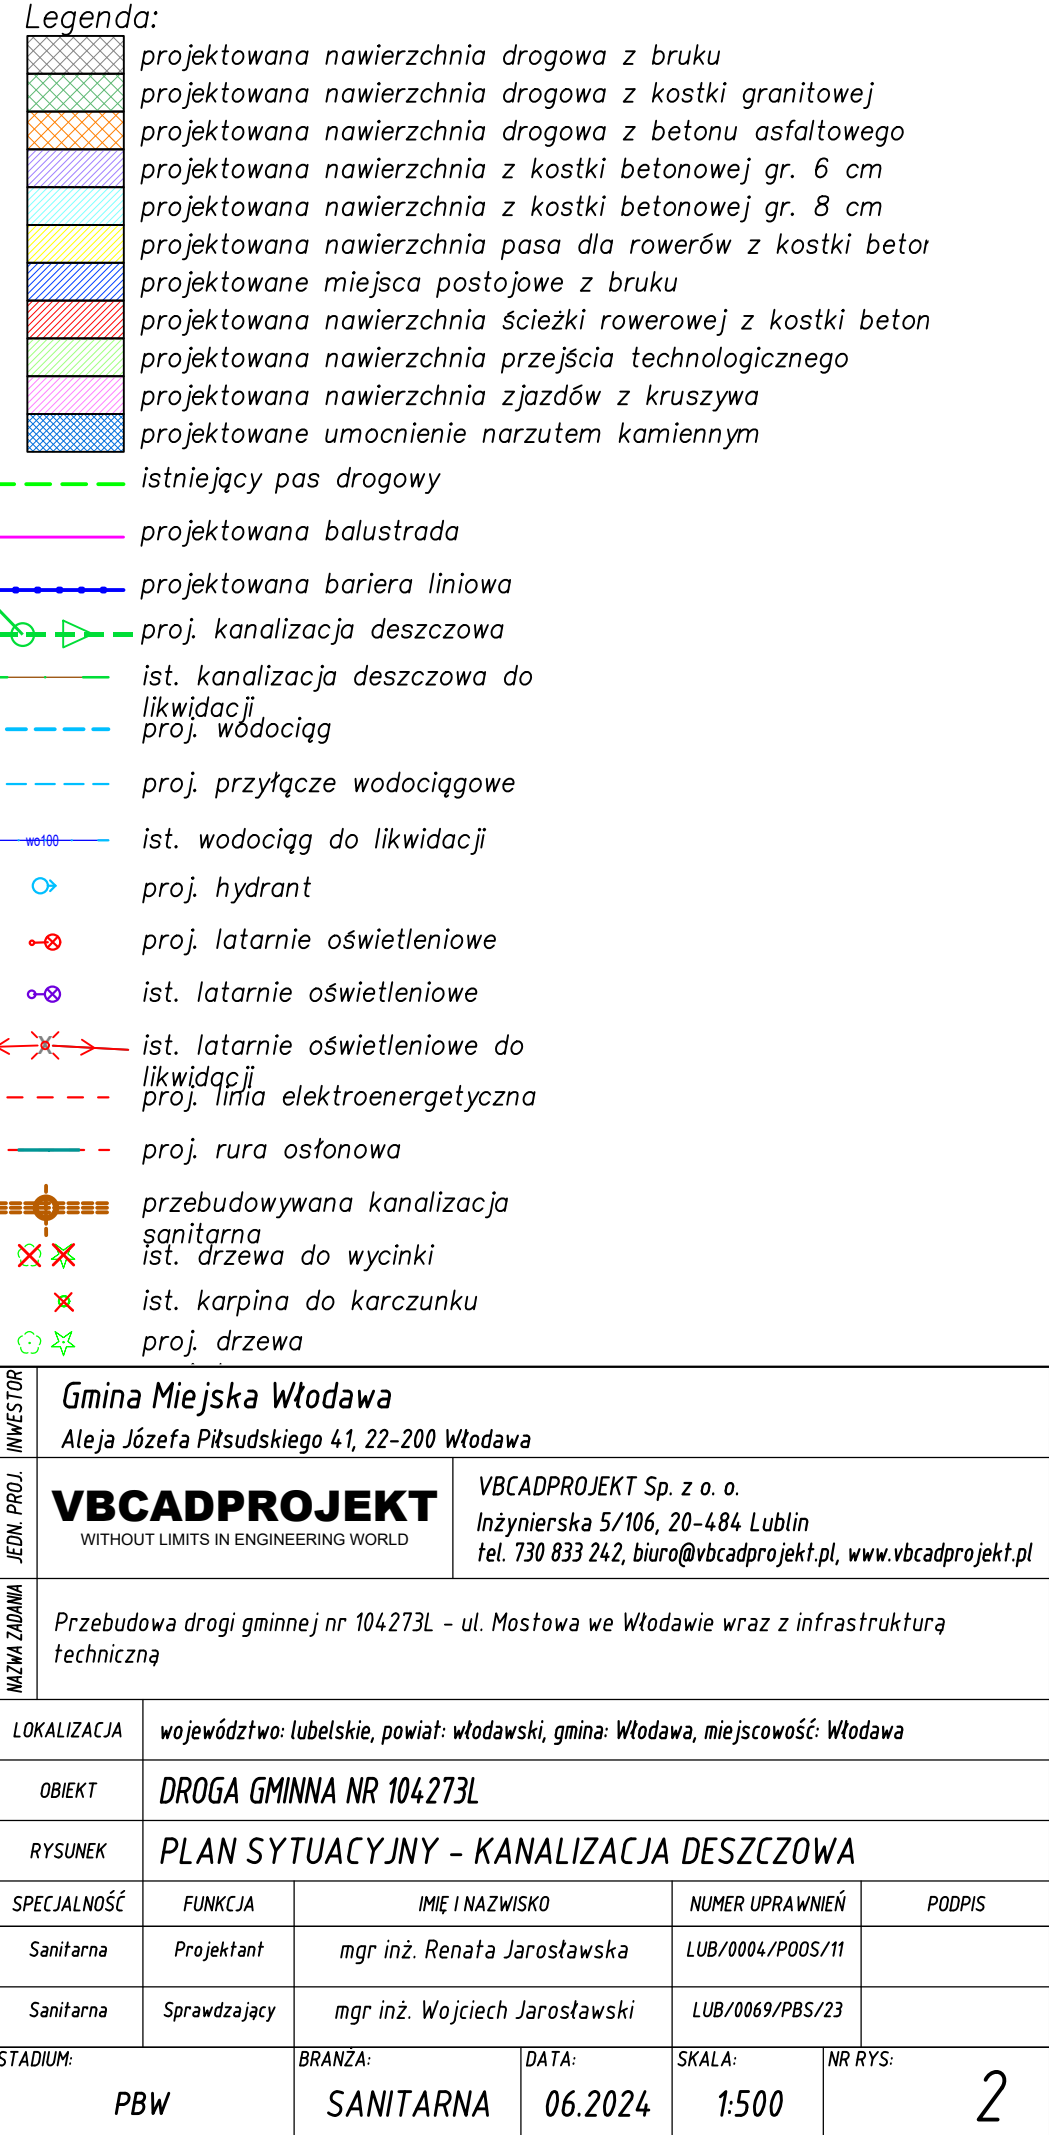 Legenda:
projektowana nawierzchnia drogowa z bruku
projektowana nawierzchnia drogowa z kostki granitowej
projektowana nawierzchnia drogowa z betonu asfaltowego
projektowana nawierzchnia z kostki betonowej gr. 6 cm
projektowana nawierzchnia z kostki betonowej gr. 8 cm
projektowana nawierzchnia pasa dla rowerów z kostki beton
projektowane miejsca postojowe z bruku
projektowana nawierzchnia ścieżki rowerowej z kostki beton
projektowana nawierzchnia przejścia technologicznego
projektowana nawierzchnia zjazdów z kruszywa
projektowane umocnienie narzutem kamiennym
istniejący pas drogowy
projektowana balustrada
projektowana bariera liniowa
proj. kanalizacja deszczowa
ist. kanalizacja deszczowa do
likwidacji
proj. wodociąg
proj. przyłącze wodociągowe
wo100 ist. wodociąg do likwidacji
proj. hydrant
proj. latarnie oświetleniowe
ist. latarnie oświetleniowe
ist. latarnie oświetleniowe do
likwidacji
proj. linia elektroenergetyczna
proj. rura osłonowa
przebudowywana kanalizacja
sanitarna
ist. drzewa do wycinki
ist. karpina do karczunku
proj. drzewa
INWESTOR
Gmina Miejska Włodawa
Aleja Józefa Piłsudskiego 41, 22-200 Włodawa
JEDN. PROJ.
VBCADPROJEKT
WITHOUT LIMITS IN ENGINEERING WORLD
VBCADPROJEKT Sp. z o. o.
Inżynierska 5/106, 20-484 Lublin
tel. 730 833 242, biuro@vbcadprojekt.pl, www.vbcadprojekt.pl
NAZWA ZADANIA
Przebudowa drogi gminnej nr 104273L - ul. Mostowa we Włodawie wraz z infrastrukturą
techniczną
LOKALIZACJA województwo: lubelskie, powiat: włodawski, gmina: Włodawa, miejscowość: Włodawa
OBIEKT DROGA GMINNA NR 104273L
RYSUNEK PLAN SYTUACYJNY - KANALIZACJA DESZCZOWA
SPECJALNOŚĆ FUNKCJA IMIĘ I NAZWISKO NUMER UPRAWNIEŃ PODPIS
Sanitarna Projektant mgr inż. Renata Jarosławska LUB/0004/POOS/11
Sanitarna Sprawdzający mgr inż. Wojciech Jarosławski LUB/0069/PBS/23
STADIUM: BRANŻA: DATA: SKALA: NR RYS:
PBW SANITARNA 06.2024 1:500 2